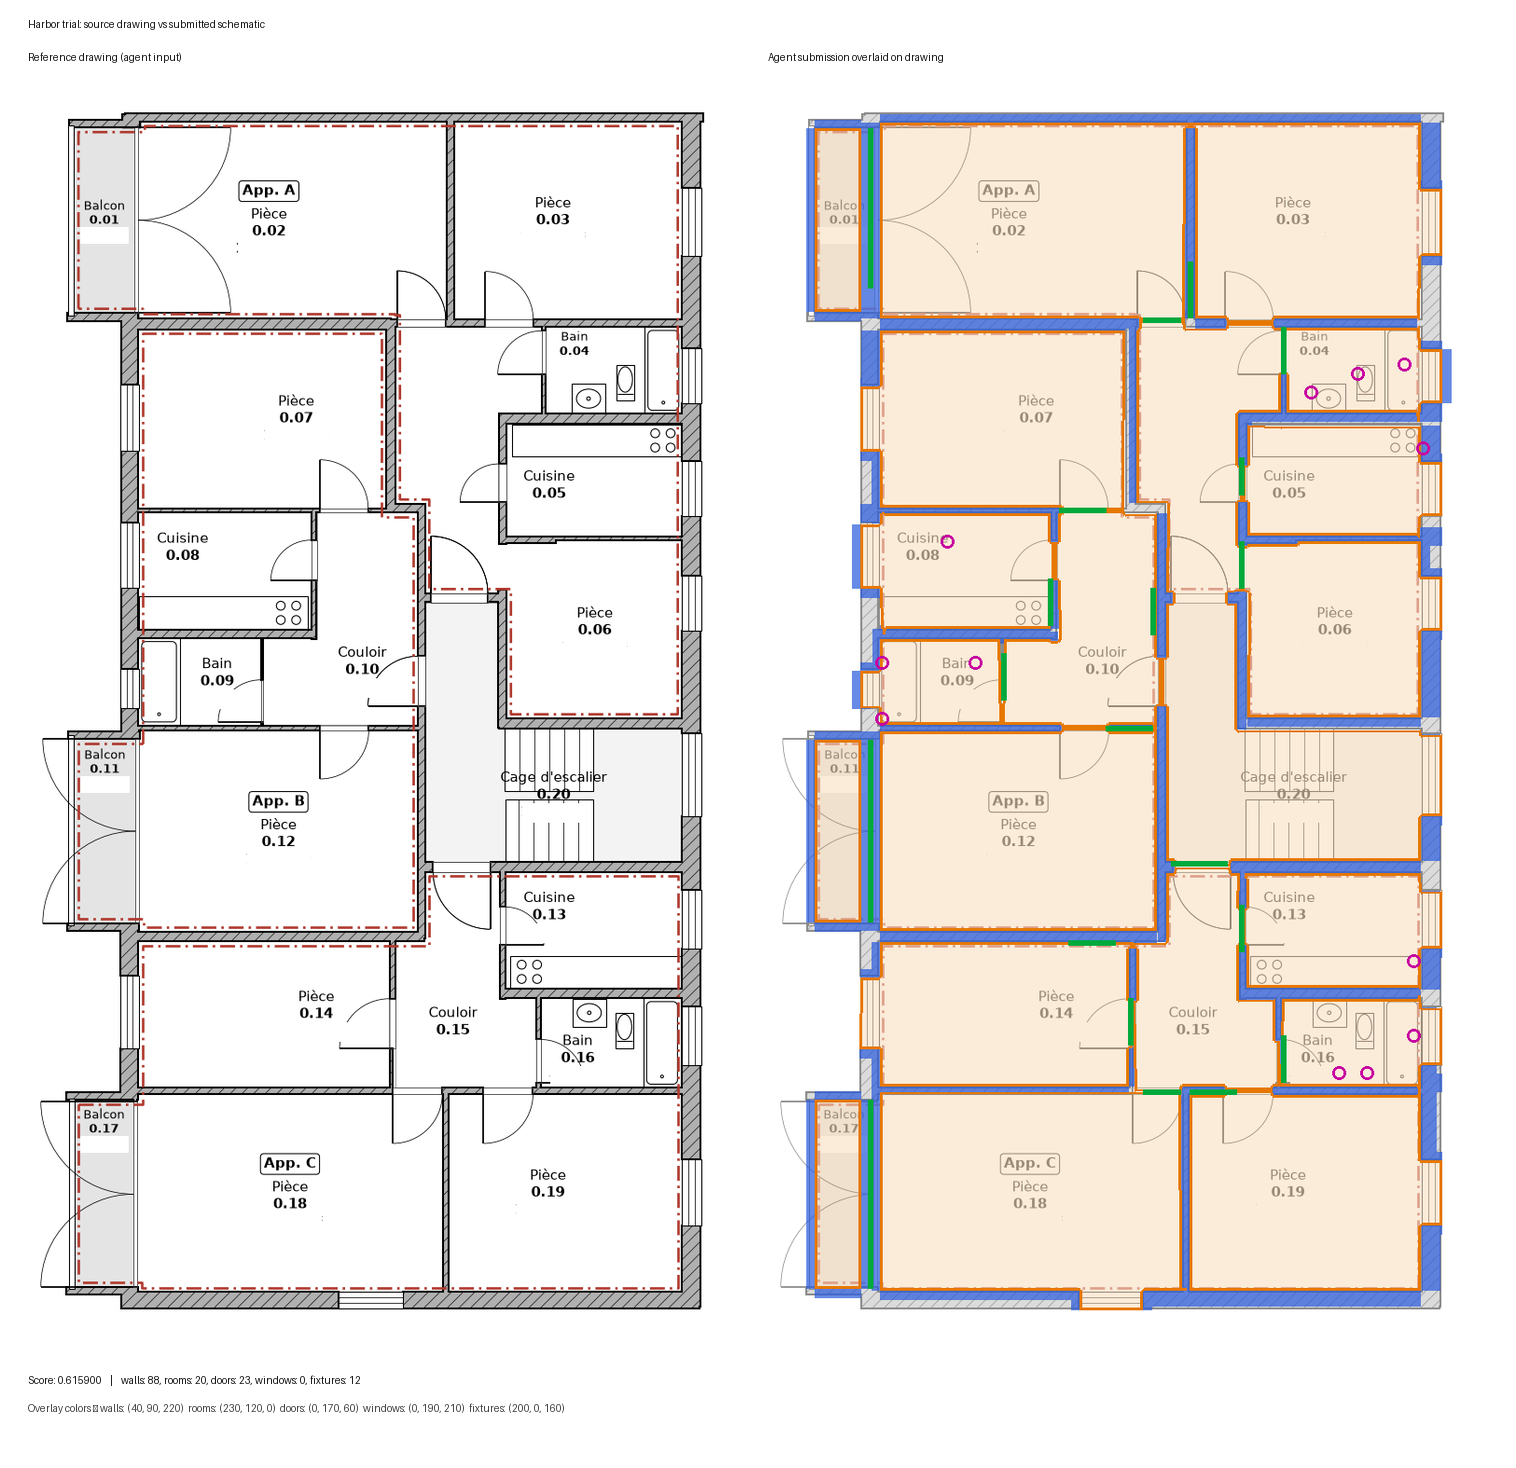 Harbor trial: source drawing vs submitted schematic
Reference drawing (agent input)
Agent submission overlaid on drawing
App. A
Pièce
0.02
Balcon
0.01
Pièce
0.03
Bain
0.04
Pièce
0.07
Cuisine
0.05
Cuisine
0.08
Pièce
0.06
Couloir
0.10
Bain
0.09
Balcon
0.11
App. B
Pièce
0.12
Cage d'escalier
0.20
Cuisine
0.13
Pièce
0.14
Couloir
0.15
Bain
0.16
Balcon
0.17
App. C
Pièce
0.18
Pièce
0.19
App. A
Pièce
0.02
Balcon
0.01
Pièce
0.03
Bain
0.04
Pièce
0.07
Cuisine
0.05
Cuisine
0.08
Pièce
0.06
Couloir
0.10
Bain
0.09
Balcon
0.11
App. B
Pièce
0.12
Cage d'escalier
0.20
Cuisine
0.13
Pièce
0.14
Couloir
0.15
Bain
0.16
Balcon
0.17
App. C
Pièce
0.18
Pièce
0.19
Score: 0.615900 | walls: 88, rooms: 20, doors: 23, windows: 0, fixtures: 12
Overlay colors walls: (40, 90, 220) rooms: (230, 120, 0) doors: (0, 170, 60) windows: (0, 190, 210) fixtures: (200, 0, 160)